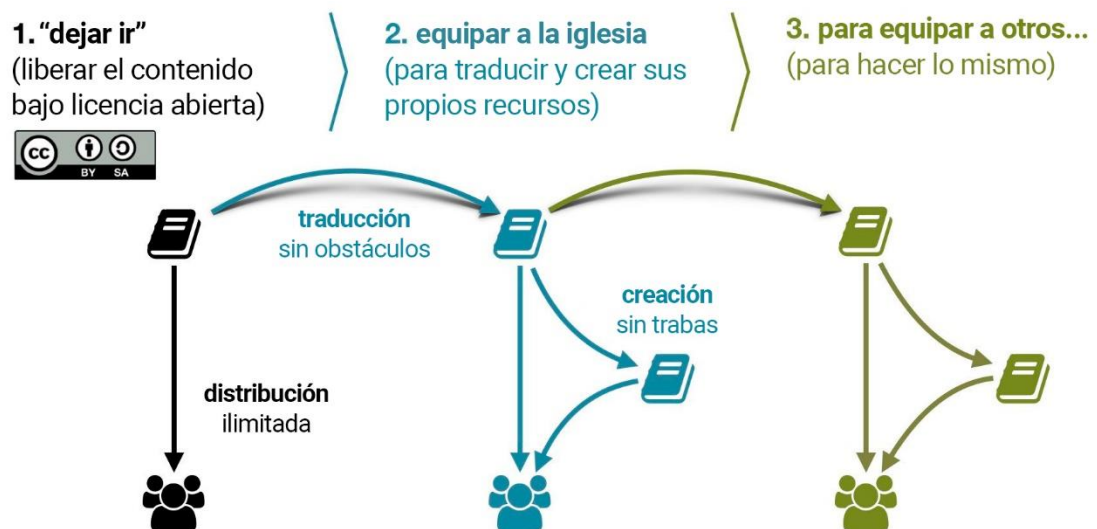 1. “dejar ir”
(liberar el contenido
bajo licencia abierta)
cc
BY SA
2. equipar a la iglesia
(para traducir y crear sus
propios recursos)
3. para equipar a otros...
(para hacer lo mismo)
traducción
sin obstáculos
creación
sin trabas
distribución
ilimitada